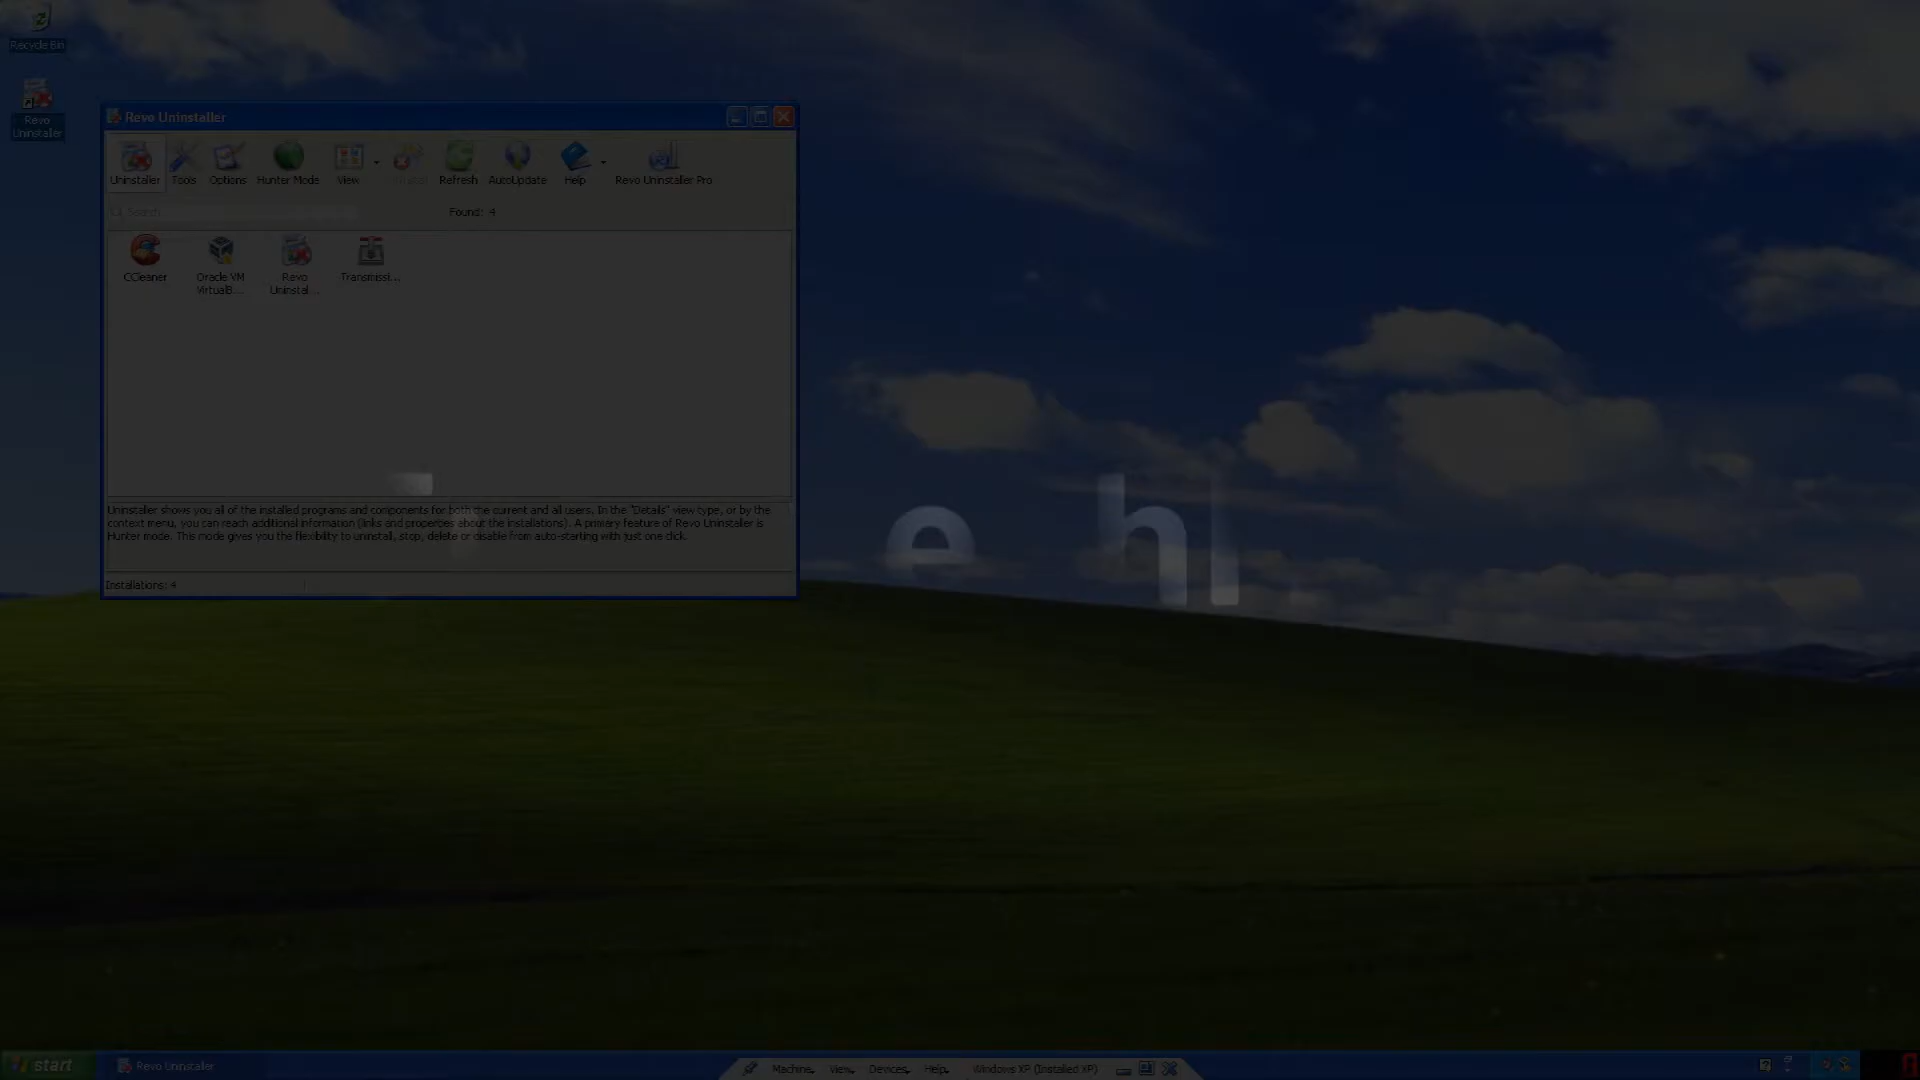 Recycle Bin
Revo
Uninstaller
Revo Uninstaller
Uninstaller Tools Options Hunter Mode View Refresh AutoUpdate Help Revo Uninstaller Pro
Search
Found: 4
CCleaner
Oracle VM
VirtualB...
Revo
Uninstal...
Transmissi...
Uninstaller shows you all of the installed programs and components for both the current and all users. In the "Details" view type, or by the
context menu, you can reach additional information (links and properties about the installations). A primary feature of Revo Uninstaller is
Hunter mode. This mode gives you the flexibility to uninstall, stop, delete or disable from auto-starting with just one click.
Installations: 4
e h
start
Revo Uninstaller
Machine View Devices Help Windows XP (Installed XP)